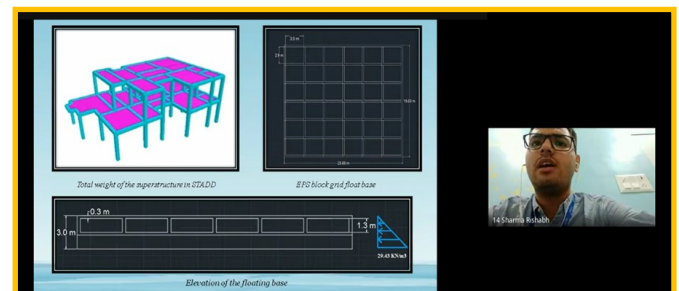 Total weight of the superstructure in STADD
EPS block grid float base
0.3 m
3.0 m
1.3 m
29.43 KN/m3
Elevation of the floating base
14 Sharma Rishabh